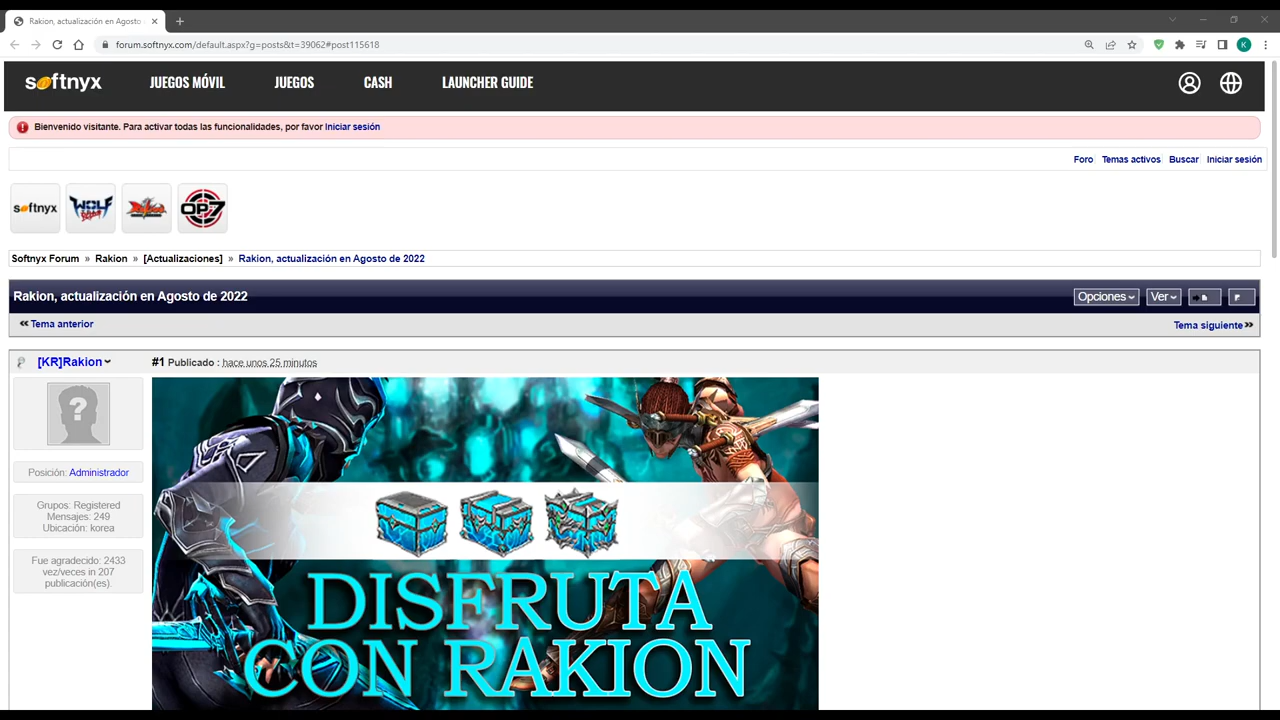 Rakion, actualización en Agosto
forum.softnyx.com/default.aspx?g=posts&t=39062#post115618
K
softnyx
JUEGOS MÓVIL
JUEGOS
CASH
LAUNCHER GUIDE
Bienvenido visitante. Para activar todas las funcionalidades, por favor Iniciar sesión
Foro Temas activos Buscar Iniciar sesión
softnyx
WOLF
OP7
Softnyx Forum » Rakion » [Actualizaciones] » Rakion, actualización en Agosto de 2022
Rakion, actualización en Agosto de 2022
Opciones
Ver
Tema anterior
Tema siguiente
[KR]Rakion
#1 Publicado : hace unos 25 minutos
?
Posición: Administrador
Grupos: Registered
Mensajes: 249
Ubicación: korea
Fue agradecido: 2433
vez/veces in 207
publicación(es).
DISFRUTA
CON RAKION